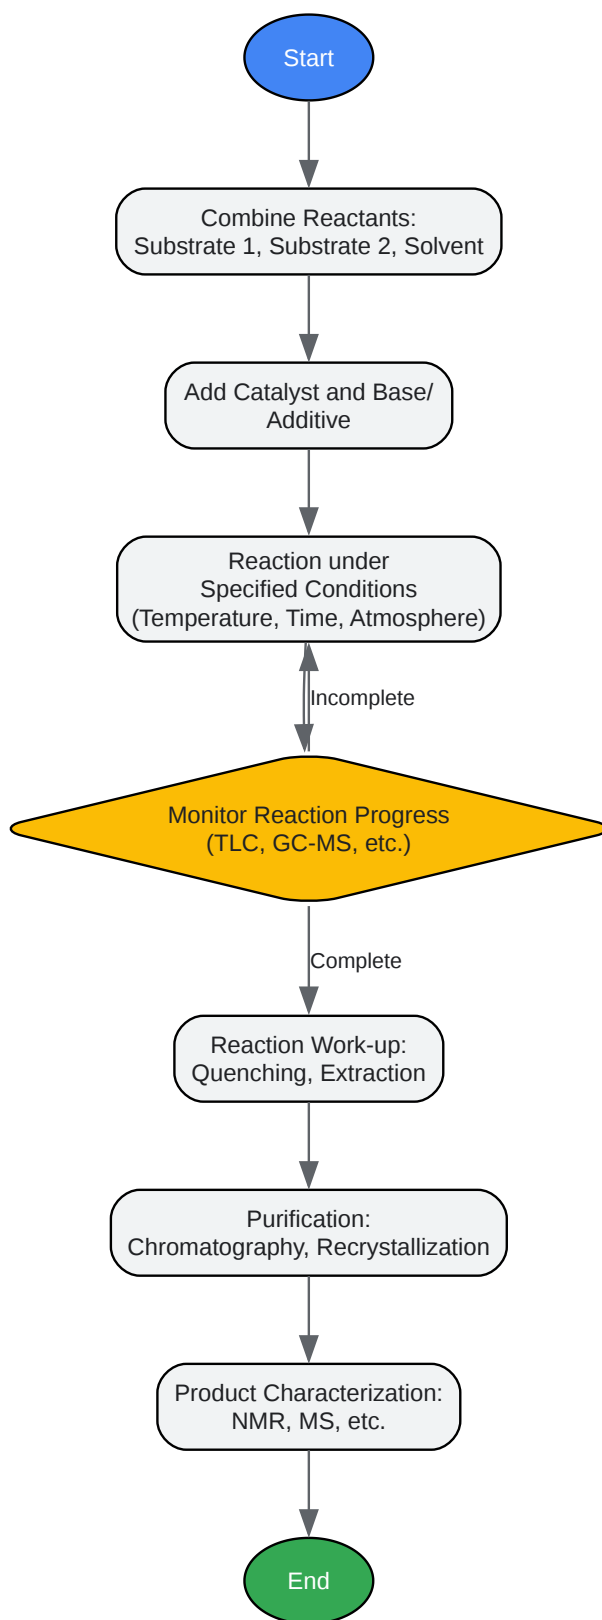 Start
Combine Reactants:
Substrate 1, Substrate 2, Solvent
Add Catalyst and Base/
Additive
Reaction under
Specified Conditions
(Temperature, Time, Atmosphere)
Incomplete
Monitor Reaction Progress
(TLC, GC-MS, etc.)
Complete
Reaction Work-up:
Quenching, Extraction
Purification:
Chromatography, Recrystallization
Product Characterization:
NMR, MS, etc.
End